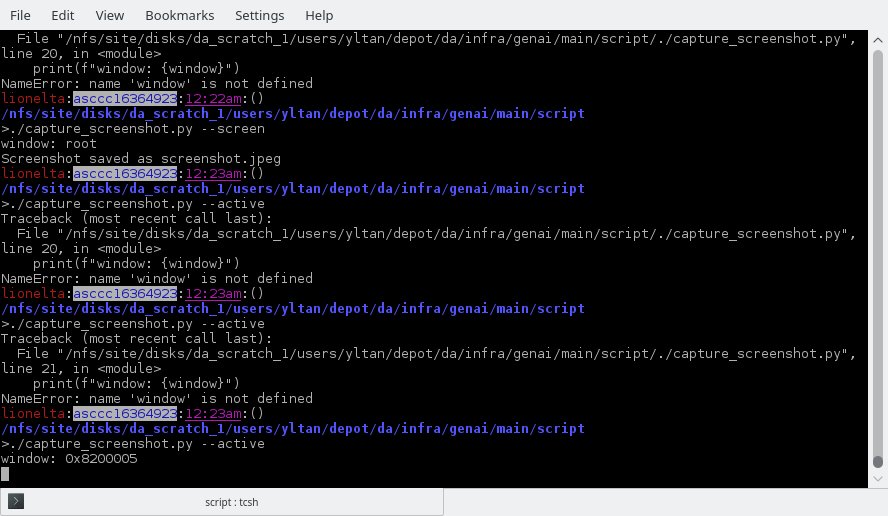 File Edit View Bookmarks Settings Help
  File "/nfs/site/disks/da_scratch_1/users/yltan/depot/da/infra/genai/main/script/./capture_screenshot.py",
line 20, in <module>
    print(f"window: {window}")
NameError: name 'window' is not defined
lionelta:asccc16364923:12:22am:()
/nfs/site/disks/da_scratch_1/users/yltan/depot/da/infra/genai/main/script
>./capture_screenshot.py --screen
window: root
Screenshot saved as screenshot.jpeg
lionelta:asccc16364923:12:23am:()
/nfs/site/disks/da_scratch_1/users/yltan/depot/da/infra/genai/main/script
>./capture_screenshot.py --active
Traceback (most recent call last):
  File "/nfs/site/disks/da_scratch_1/users/yltan/depot/da/infra/genai/main/script/./capture_screenshot.py",
line 20, in <module>
    print(f"window: {window}")
NameError: name 'window' is not defined
lionelta:asccc16364923:12:23am:()
/nfs/site/disks/da_scratch_1/users/yltan/depot/da/infra/genai/main/script
>./capture_screenshot.py --active
Traceback (most recent call last):
  File "/nfs/site/disks/da_scratch_1/users/yltan/depot/da/infra/genai/main/script/./capture_screenshot.py",
line 21, in <module>
    print(f"window: {window}")
NameError: name 'window' is not defined
lionelta:asccc16364923:12:23am:()
/nfs/site/disks/da_scratch_1/users/yltan/depot/da/infra/genai/main/script
>./capture_screenshot.py --active
window: 0x8200005
script : tcsh